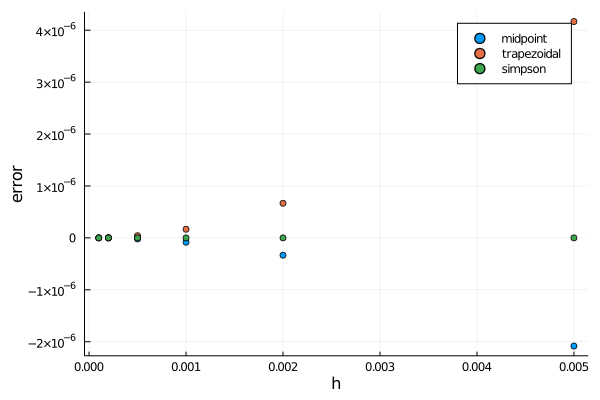 4×10⁻⁶
3×10⁻⁶
2×10⁻⁶
1×10⁻⁶
0
−1×10⁻⁶
−2×10⁻⁶
error
midpoint
trapezoidal
simpson
0.000 0.001 0.002 0.003 0.004 0.005
h